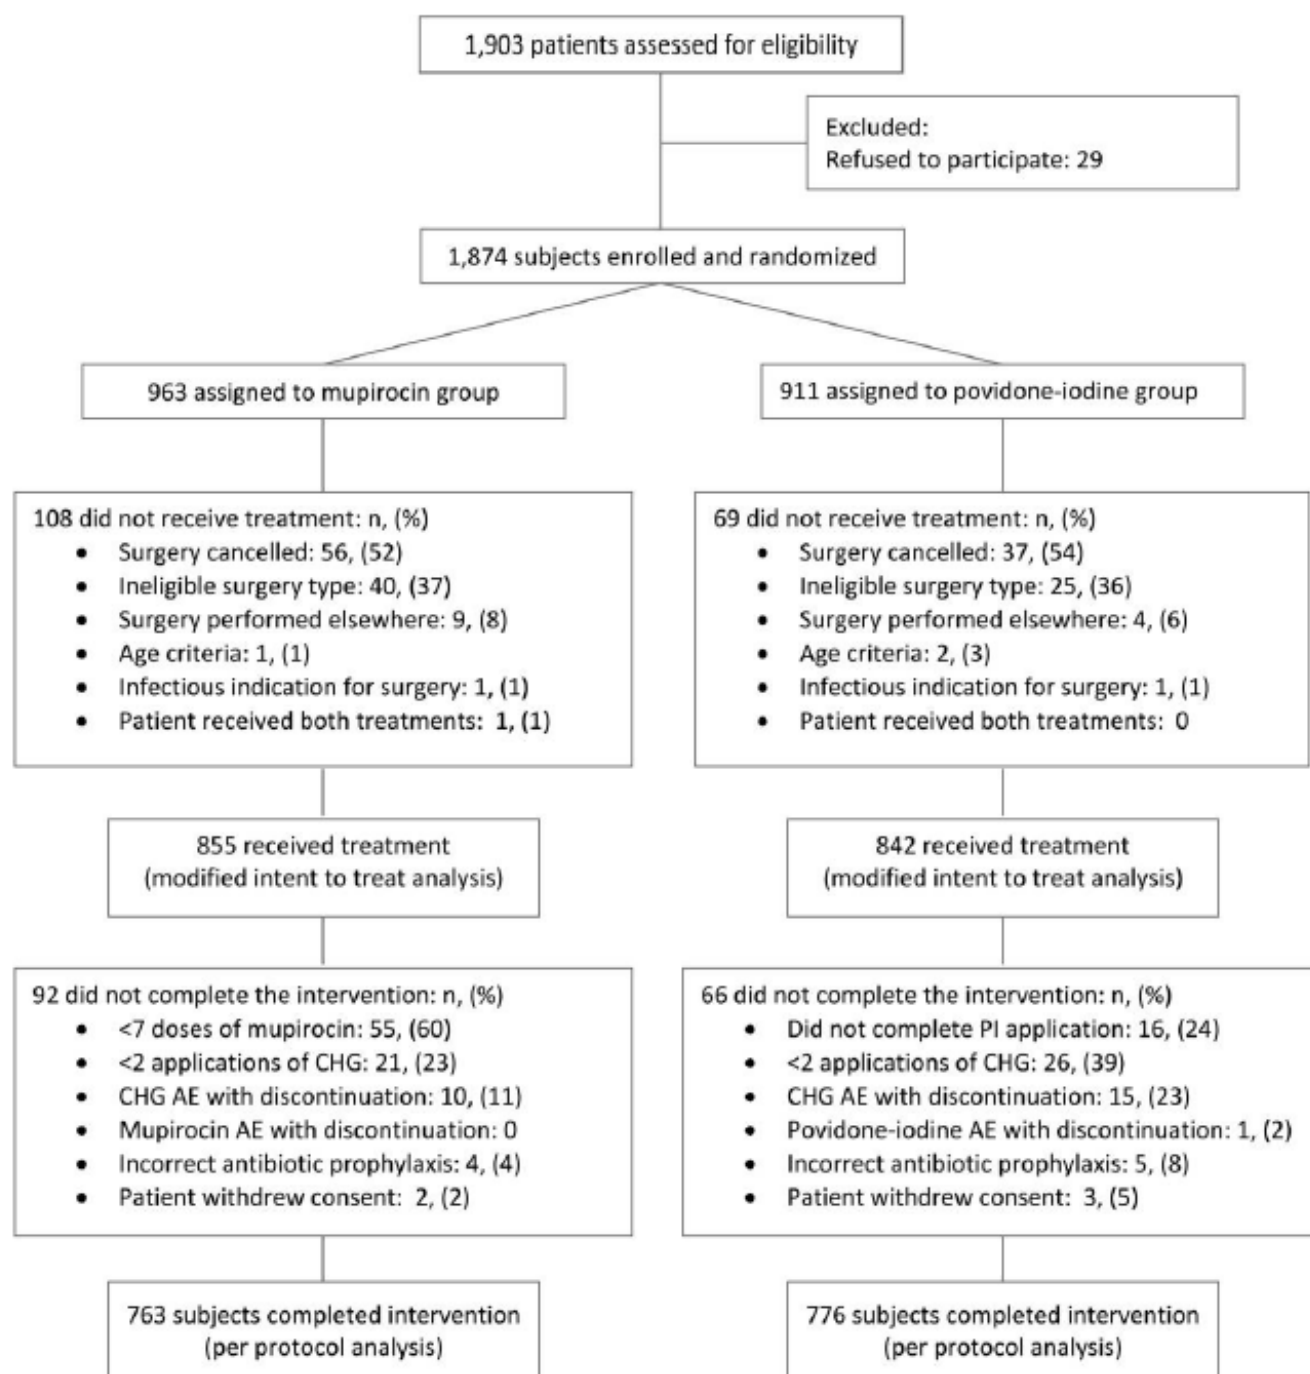 1,903 patients assessed for eligibility
Excluded:
Refused to participate: 29
1,874 subjects enrolled and randomized
963 assigned to mupirocin group
911 assigned to povidone-iodine group
108 did not receive treatment: n, (%)
• Surgery cancelled: 56, (52)
• Ineligible surgery type: 40, (37)
• Surgery performed elsewhere: 9, (8)
• Age criteria: 1, (1)
• Infectious indication for surgery: 1, (1)
• Patient received both treatments: 1, (1)
69 did not receive treatment: n, (%)
• Surgery cancelled: 37, (54)
• Ineligible surgery type: 25, (36)
• Surgery performed elsewhere: 4, (6)
• Age criteria: 2, (3)
• Infectious indication for surgery: 1, (1)
• Patient received both treatments: 0
855 received treatment
(modified intent to treat analysis)
842 received treatment
(modified intent to treat analysis)
92 did not complete the intervention: n, (%)
• <7 doses of mupirocin: 55, (60)
• <2 applications of CHG: 21, (23)
• CHG AE with discontinuation: 10, (11)
• Mupirocin AE with discontinuation: 0
• Incorrect antibiotic prophylaxis: 4, (4)
• Patient withdrew consent: 2, (2)
66 did not complete the intervention: n, (%)
• Did not complete PI application: 16, (24)
• <2 applications of CHG: 26, (39)
• CHG AE with discontinuation: 15, (23)
• Povidone-iodine AE with discontinuation: 1, (2)
• Incorrect antibiotic prophylaxis: 5, (8)
• Patient withdrew consent: 3, (5)
763 subjects completed intervention
(per protocol analysis)
776 subjects completed intervention
(per protocol analysis)